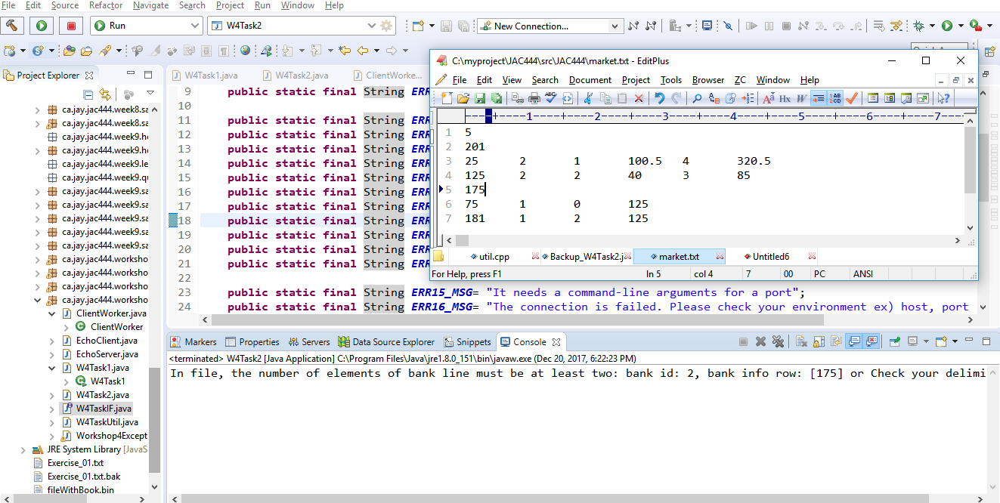 File Edit Source Refactor Navigate Search Project Run Window Help
Run W4Task2 New Connection...
Project Explorer
ca.jay.jac444.week8.sa
ca.jay.jac444.week8.sa
ca.jay.jac444.week9.h
ca.jay.jac444.week9.h
ca.jay.jac444.week9.le
ca.jay.jac444.week9.q
ca.jay.jac444.week9.sa
ca.jay.jac444.week9.sa
ca.jay.jac444.week9.sa
ca.jay.jac444.week9.sa
ca.jay.jac444.week9.sa
ca.jay.jac444.worksho
ca.jay.jac444.worksho
ca.jay.jac444.worksho
ca.jay.jac444.worksho
ClientWorker.java
ClientWorker
EchoClient.java
EchoServer.java
W4Task1.java
W4Task1
W4Task2.java
W4TaskIF.java
W4TaskUtil.java
Workshop4Except
JRE System Library [JavaS
Exercise_01.txt
Exercise_01.txt.bak
fileWithBook.bin
W4Task1.java W4Task2.java ClientWorke...
9 public static final String ERR
10
11 public static final String ERR
12 public static final String ERR
13 public static final String ERR
14 public static final String ERR
15 public static final String ERR
16 public static final String ERR
17 public static final String ERR
18 public static final String ERR
19 public static final String ERR
20 public static final String ERR
21 public static final String ERR
22
23 public static final String ERR15_MSG= "It needs a command-line arguments for a port";
24 public static final String ERR16_MSG= "The connection is failed. Please check your environment ex) host, port
C:\myproject\JAC444\src\JAC444\market.txt - EditPlus
File Edit View Search Document Project Tools Browser ZC Window Help
----+----1----+----2----+----3----+----4----+----5----+----6----+----7----
1 5
2 201
3 25 2 1 100.5 4 320.5
4 125 2 2 40 3 85
5 175
6 75 1 0 125
7 181 1 2 125
util.cpp Backup_W4Task2.j market.txt Untitled6
For Help, press F1 ln 5 col 4 7 00 PC ANSI
Markers Properties Servers Data Source Explorer Snippets Console
<terminated> W4Task2 [Java Application] C:\Program Files\Java\jre1.8.0_151\bin\javaw.exe (Dec 20, 2017, 6:22:23 PM)
In file, the number of elements of bank line must be at least two: bank id: 2, bank info row: [175] or Check your delimi